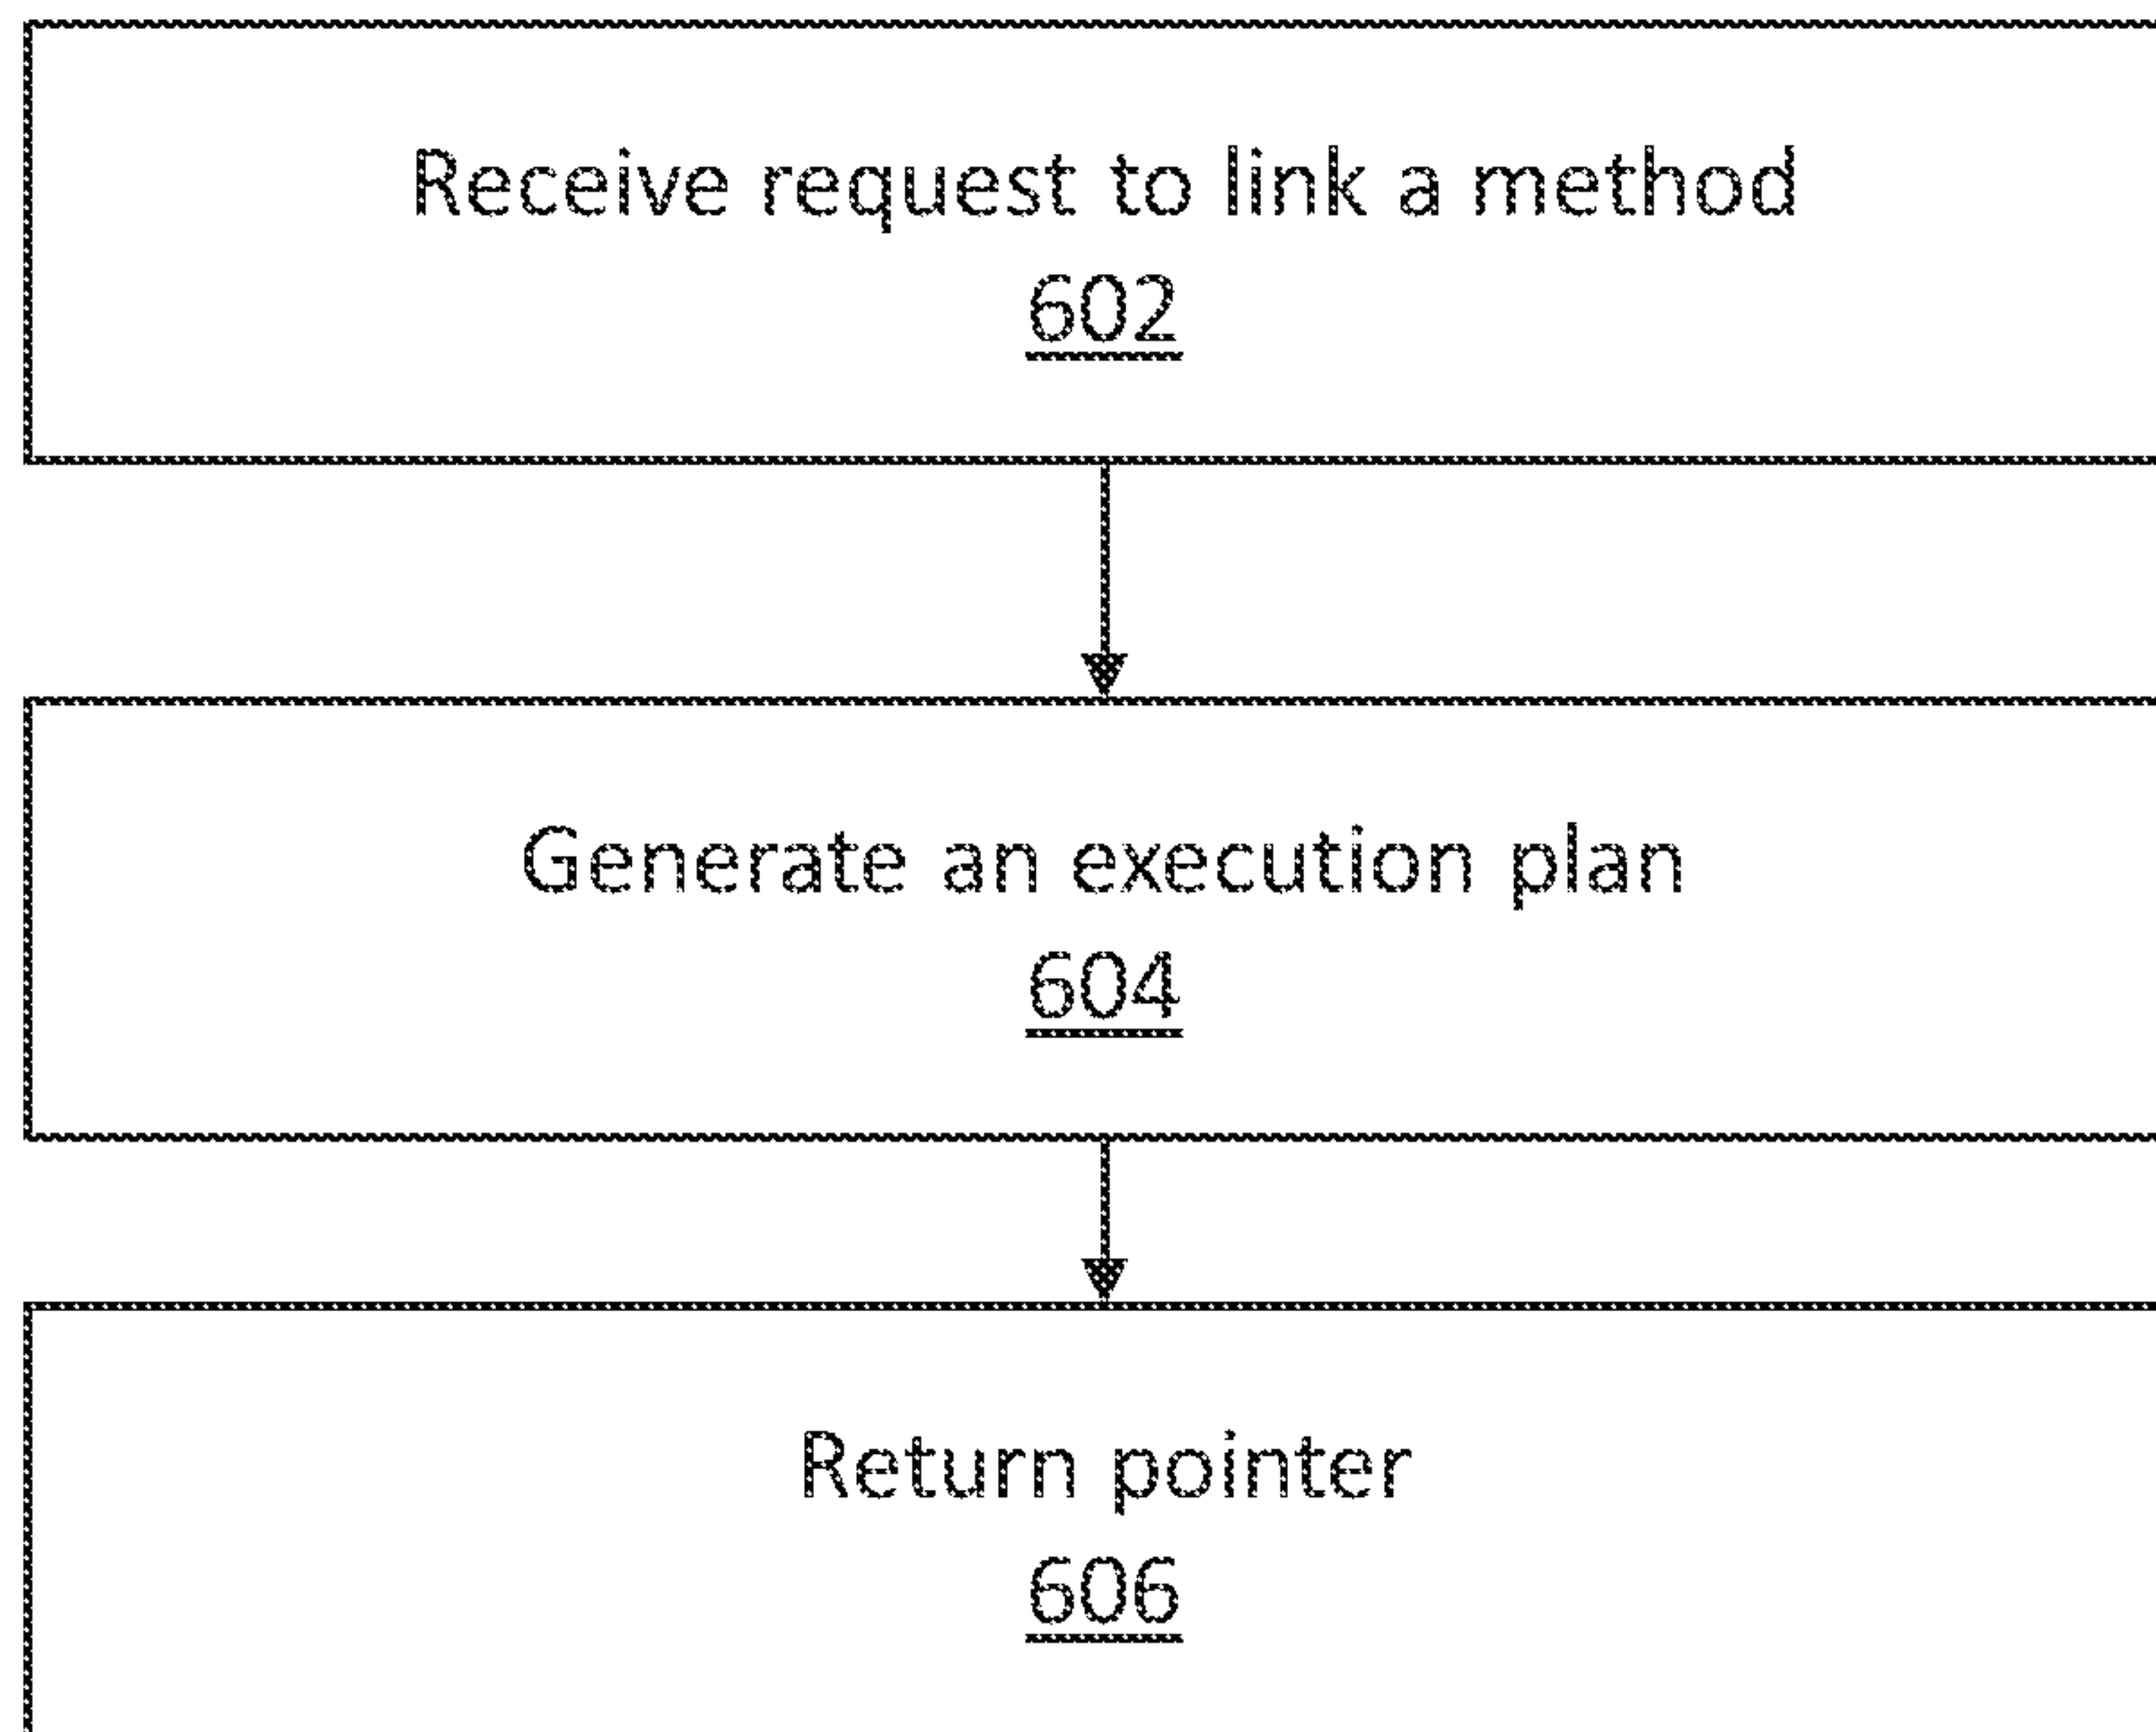 Receive request to link a method
602
Generate an execution plan
604
Return pointer
606